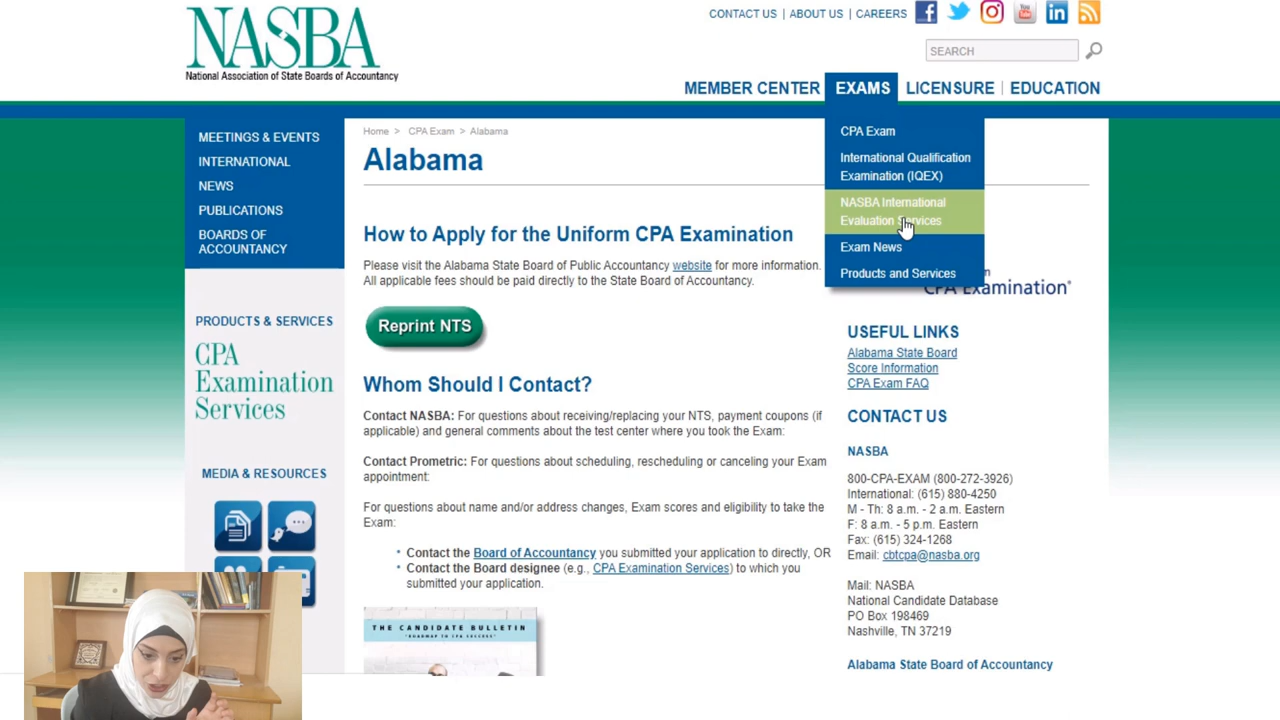 NASBA
National Association of State Boards of Accountancy
CONTACT US | ABOUT US | CAREERS
SEARCH
MEMBER CENTER
EXAMS
LICENSURE
EDUCATION
CPA Exam
International Qualification
Examination (IQEX)
NASBA International
Evaluation Services
Exam News
Products and Services
MEETINGS & EVENTS
INTERNATIONAL
NEWS
PUBLICATIONS
BOARDS OF
ACCOUNTANCY
PRODUCTS & SERVICES
CPA
Examination
Services
MEDIA & RESOURCES
Home > CPA Exam > Alabama
Alabama
How to Apply for the Uniform CPA Examination
Please visit the Alabama State Board of Public Accountancy website for more information.
All applicable fees should be paid directly to the State Board of Accountancy.
Reprint NTS
Whom Should I Contact?
Contact NASBA: For questions about receiving/replacing your NTS, payment coupons (if
applicable) and general comments about the test center where you took the Exam:
Contact Prometric: For questions about scheduling, rescheduling or canceling your Exam
appointment:
For questions about name and/or address changes, Exam scores and eligibility to take the
Exam:
• Contact the Board of Accountancy you submitted your application to directly, OR
• Contact the Board designee (e.g., CPA Examination Services) to which you
submitted your application.
THE CANDIDATE BULLETIN
"ROADMAP TO CPA SUCCESS"
CPA Examination
USEFUL LINKS
Alabama State Board
Score Information
CPA Exam FAQ
CONTACT US
NASBA
800-CPA-EXAM (800-272-3926)
International: (615) 880-4250
M - Th: 8 a.m. - 2 a.m. Eastern
F: 8 a.m. - 5 p.m. Eastern
Fax: (615) 324-1268
Email: cbtcpa@nasba.org
Mail: NASBA
National Candidate Database
PO Box 198469
Nashville, TN 37219
Alabama State Board of Accountancy